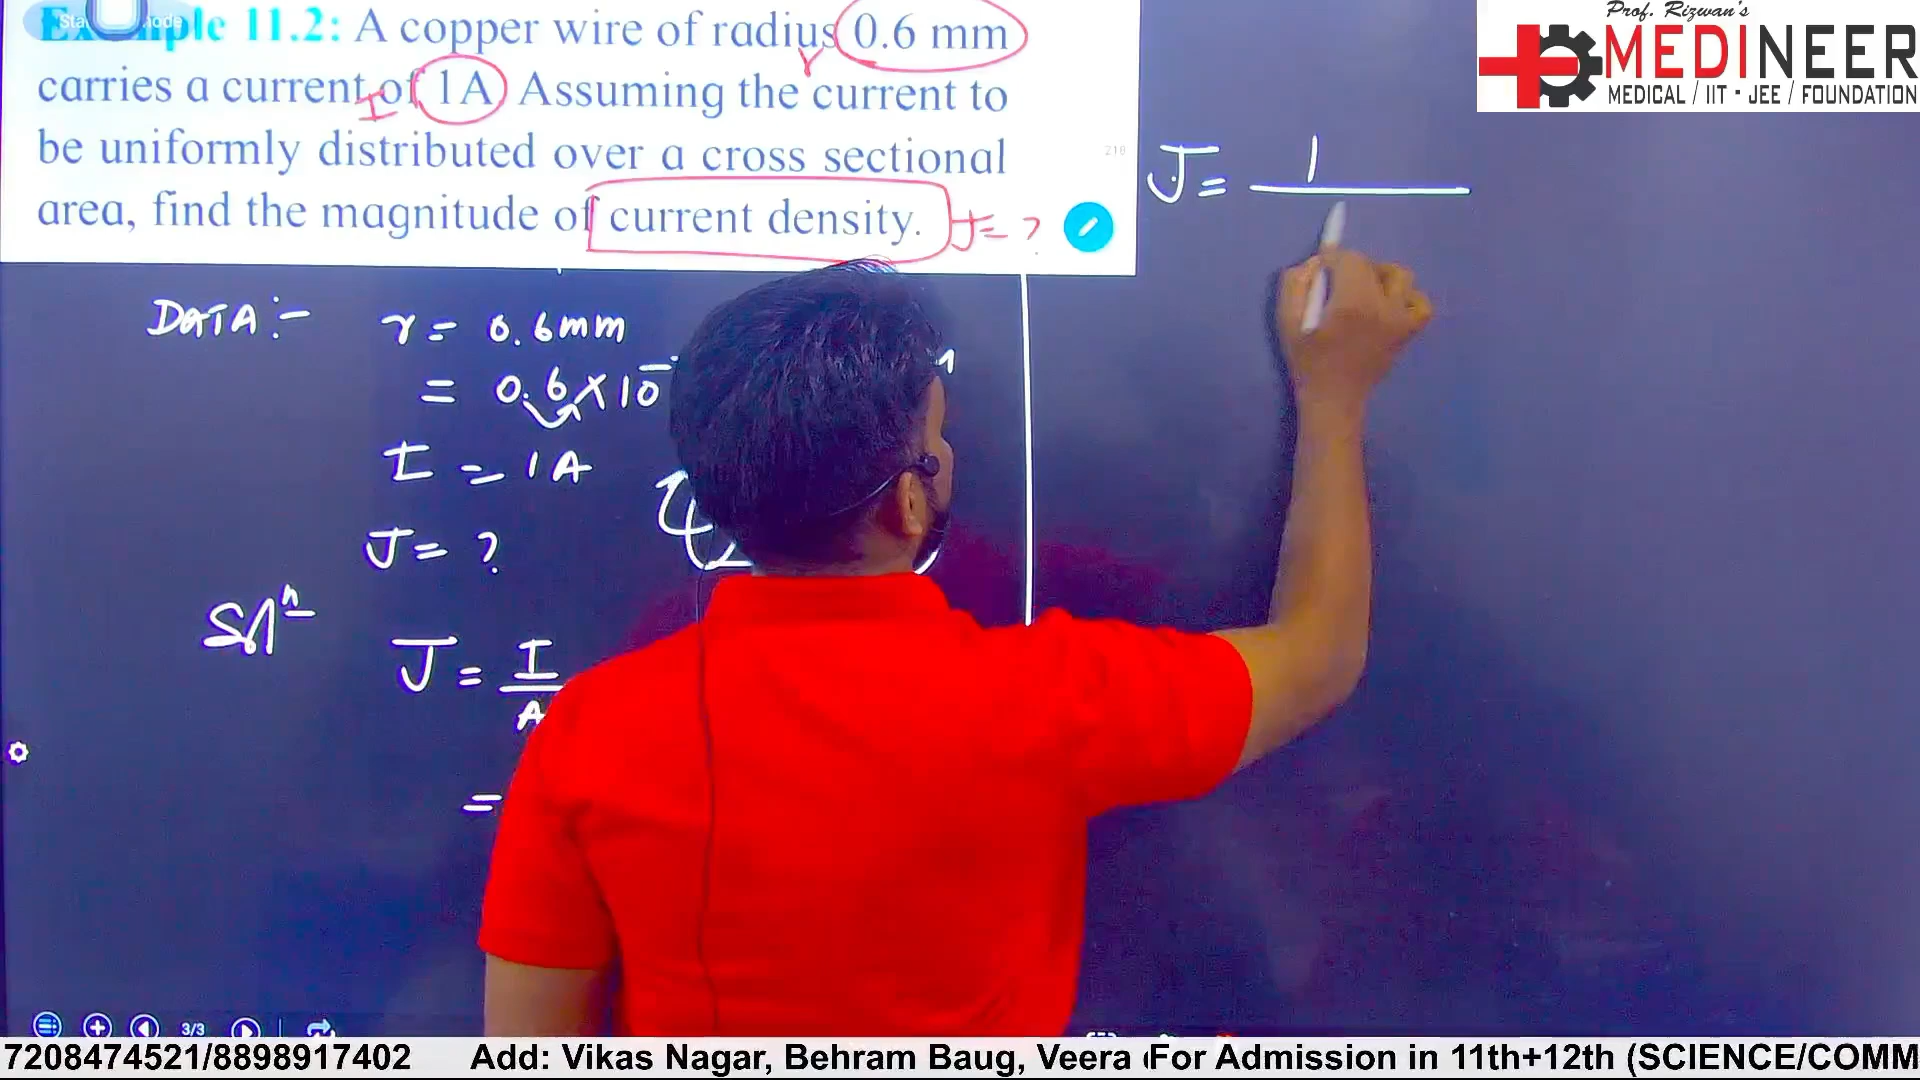 Example 11.2: A copper wire of radius 0.6 mm
r
carries a current of 1A Assuming the current to
I
be uniformly distributed over a cross sectional
area, find the magnitude of current density. J = ?
210
DATA :- r = 0.6mm
= 0.6 × 10
I = 1A
J = ?
Solⁿ
J = I
A
=
J = 1
3/3
Prof. Rizwan's
MEDINEER
MEDICAL / IIT - JEE / FOUNDATION
7208474521/8898917402 Add: Vikas Nagar, Behram Baug, Veera For Admission in 11th+12th (SCIENCE/COMM